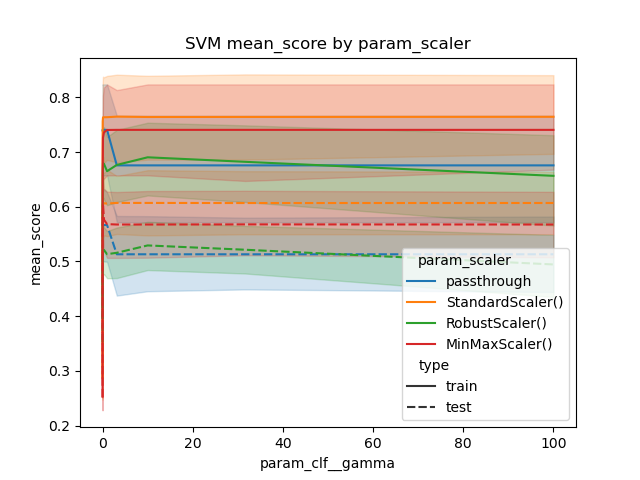 SVM mean_score by param_scaler
mean_score
0.8
0.7
0.6
0.5
0.4
0.3
0.2
0
20
40
60
80
100
param_clf__gamma
param_scaler
passthrough
StandardScaler()
RobustScaler()
MinMaxScaler()
type
train
test